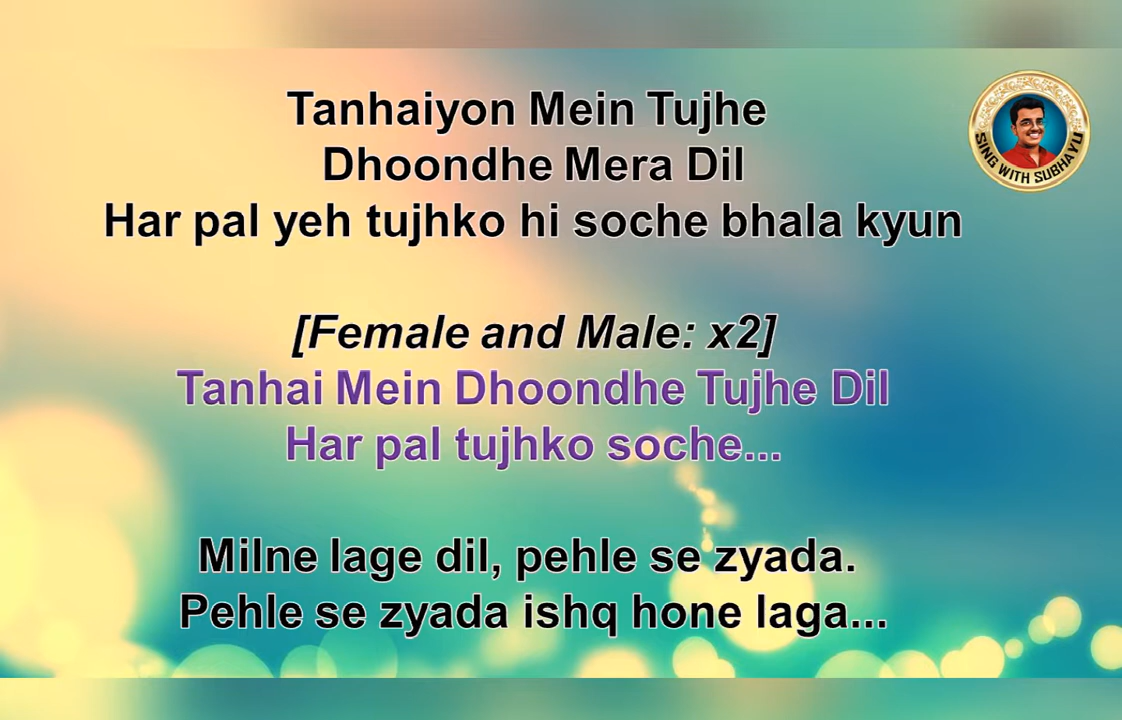 Tanhaiyon Mein Tujhe
Dhoondhe Mera Dil
Har pal yeh tujhko hi soche bhala kyun
[Female and Male: x2]
Tanhai Mein Dhoondhe Tujhe Dil
Har pal tujhko soche...
Milne lage dil, pehle se zyada.
Pehle se zyada ishq hone laga...
SING WITH SUBHAYU